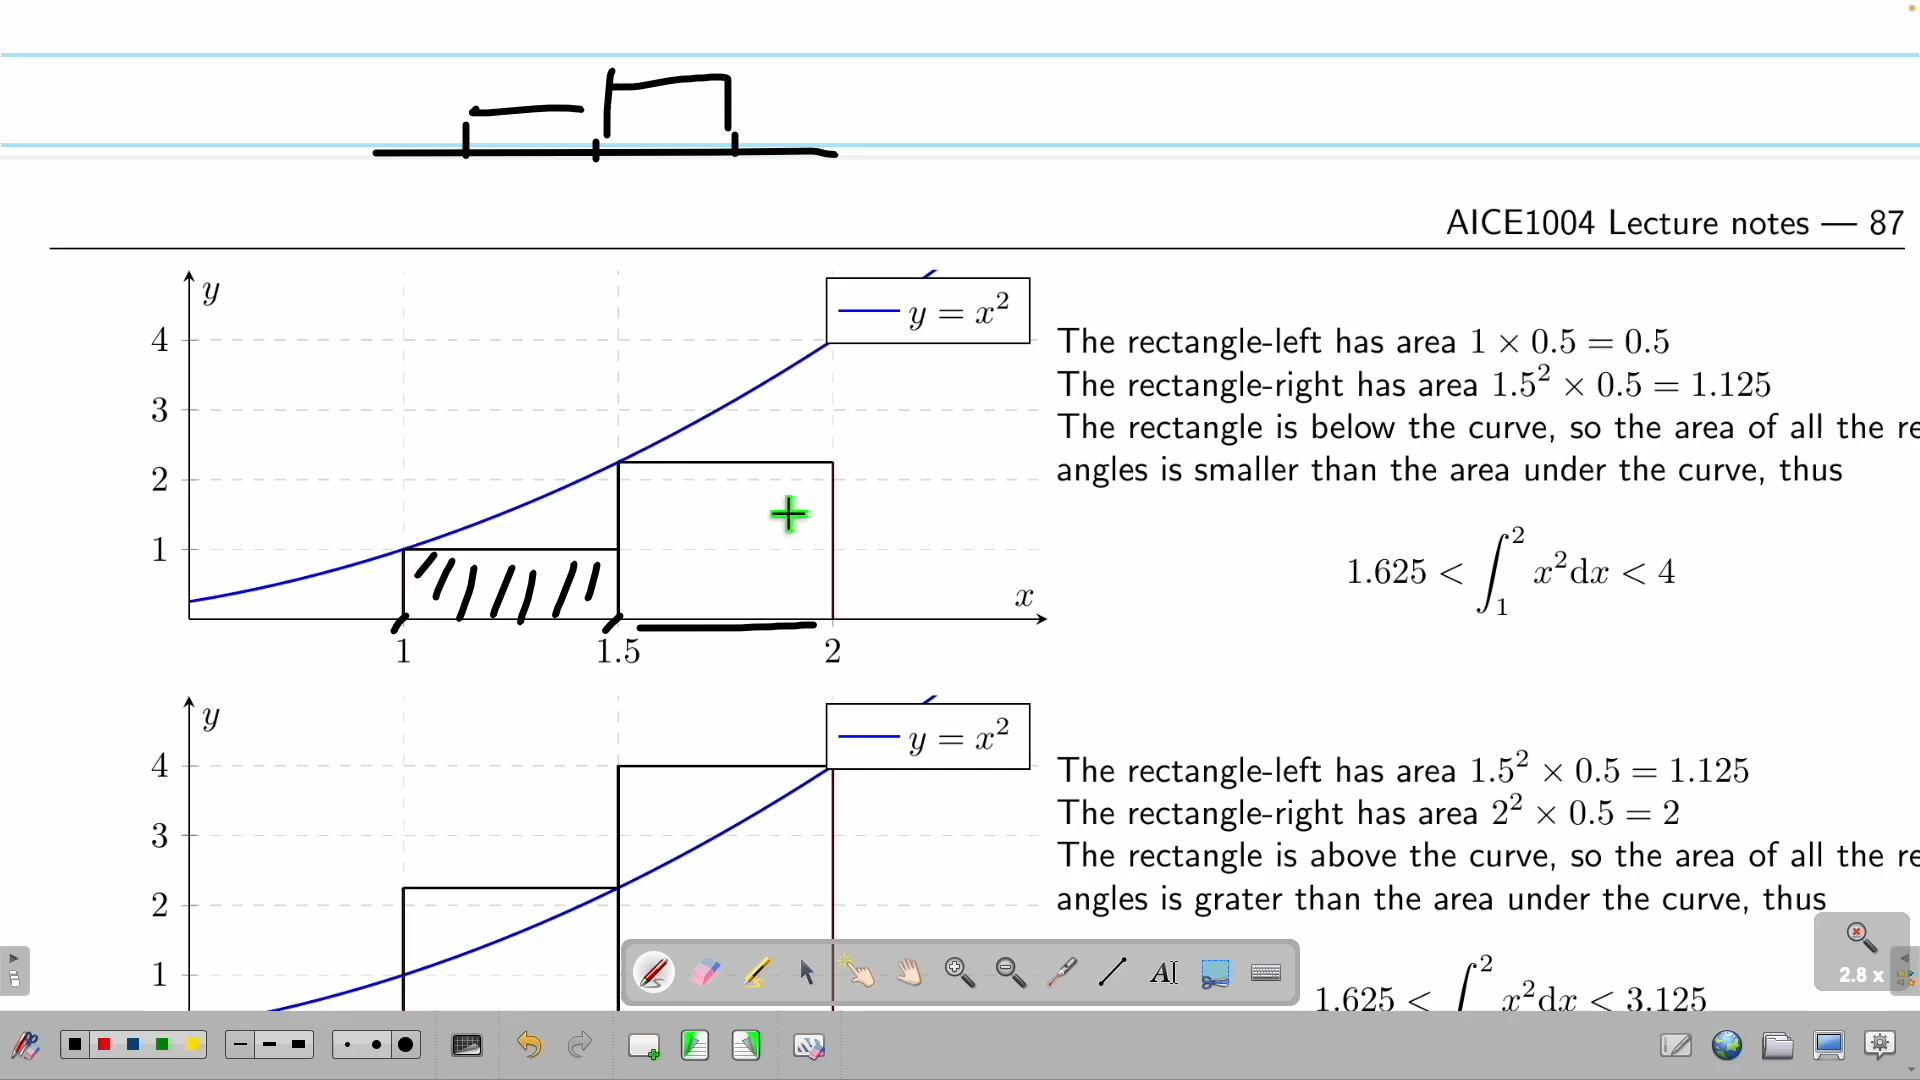 AICE1004 Lecture notes — 87
y
y = x²
4
3
2
1
x
1 1.5 2
The rectangle-left has area 1 × 0.5 = 0.5
The rectangle-right has area 1.5² × 0.5 = 1.125
The rectangle is below the curve, so the area of all the re
angles is smaller than the area under the curve, thus
1.625 < ∫₁² x²dx < 4
y
y = x²
4
3
2
1
The rectangle-left has area 1.5² × 0.5 = 1.125
The rectangle-right has area 2² × 0.5 = 2
The rectangle is above the curve, so the area of all the re
angles is grater than the area under the curve, thus
1.625 < ∫² x²dx < 3.125
AI
2.8 x